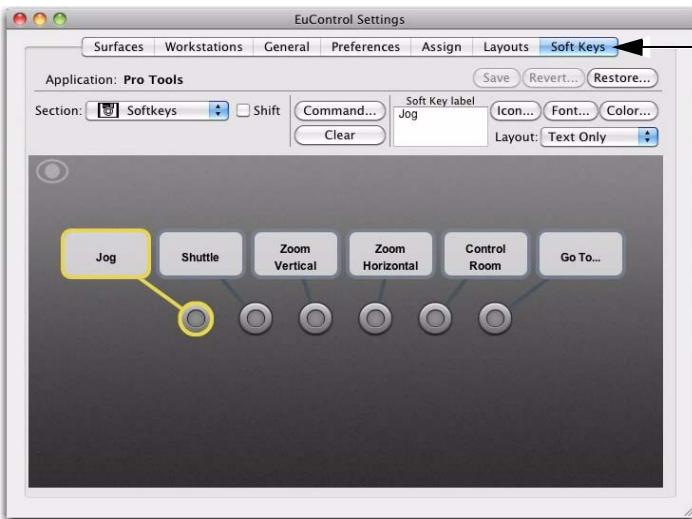 EuControl Settings
Surfaces Workstations General Preferences Assign Layouts Soft Keys
Application: Pro Tools
Save Revert... Restore...
Section: Softkeys Shift
Command...
Clear
Soft Key label
Jog
Icon... Font... Color...
Layout: Text Only
Jog
Shuttle
Zoom
Vertical
Zoom
Horizontal
Control
Room
Go To...